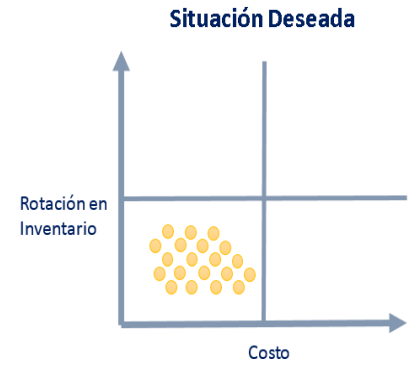 Situación Deseada
Rotación en
Inventario
Costo